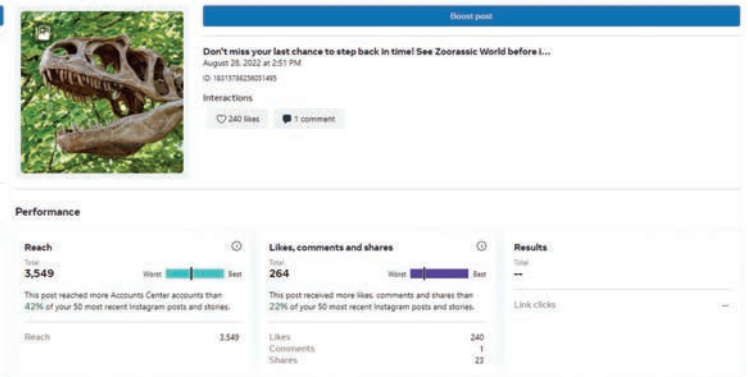 Boost post
Don't miss your last chance to step back in time! See Zoorassic World before i...
August 28, 2022 at 2:51 PM
Interactions
240 likes
1 comment
Performance
Reach
Total
3,549
Worst
Best
This post reached more Accounts Center accounts than
42% of your 50 most recent Instagram posts and stories.
Reach
3,549
Likes, comments and shares
Total
264
Worst
Best
This post received more likes, comments and shares than
22% of your 50 most recent Instagram posts and stories.
Likes
240
Comments
1
Shares
23
Results
Total
--
Link clicks
--